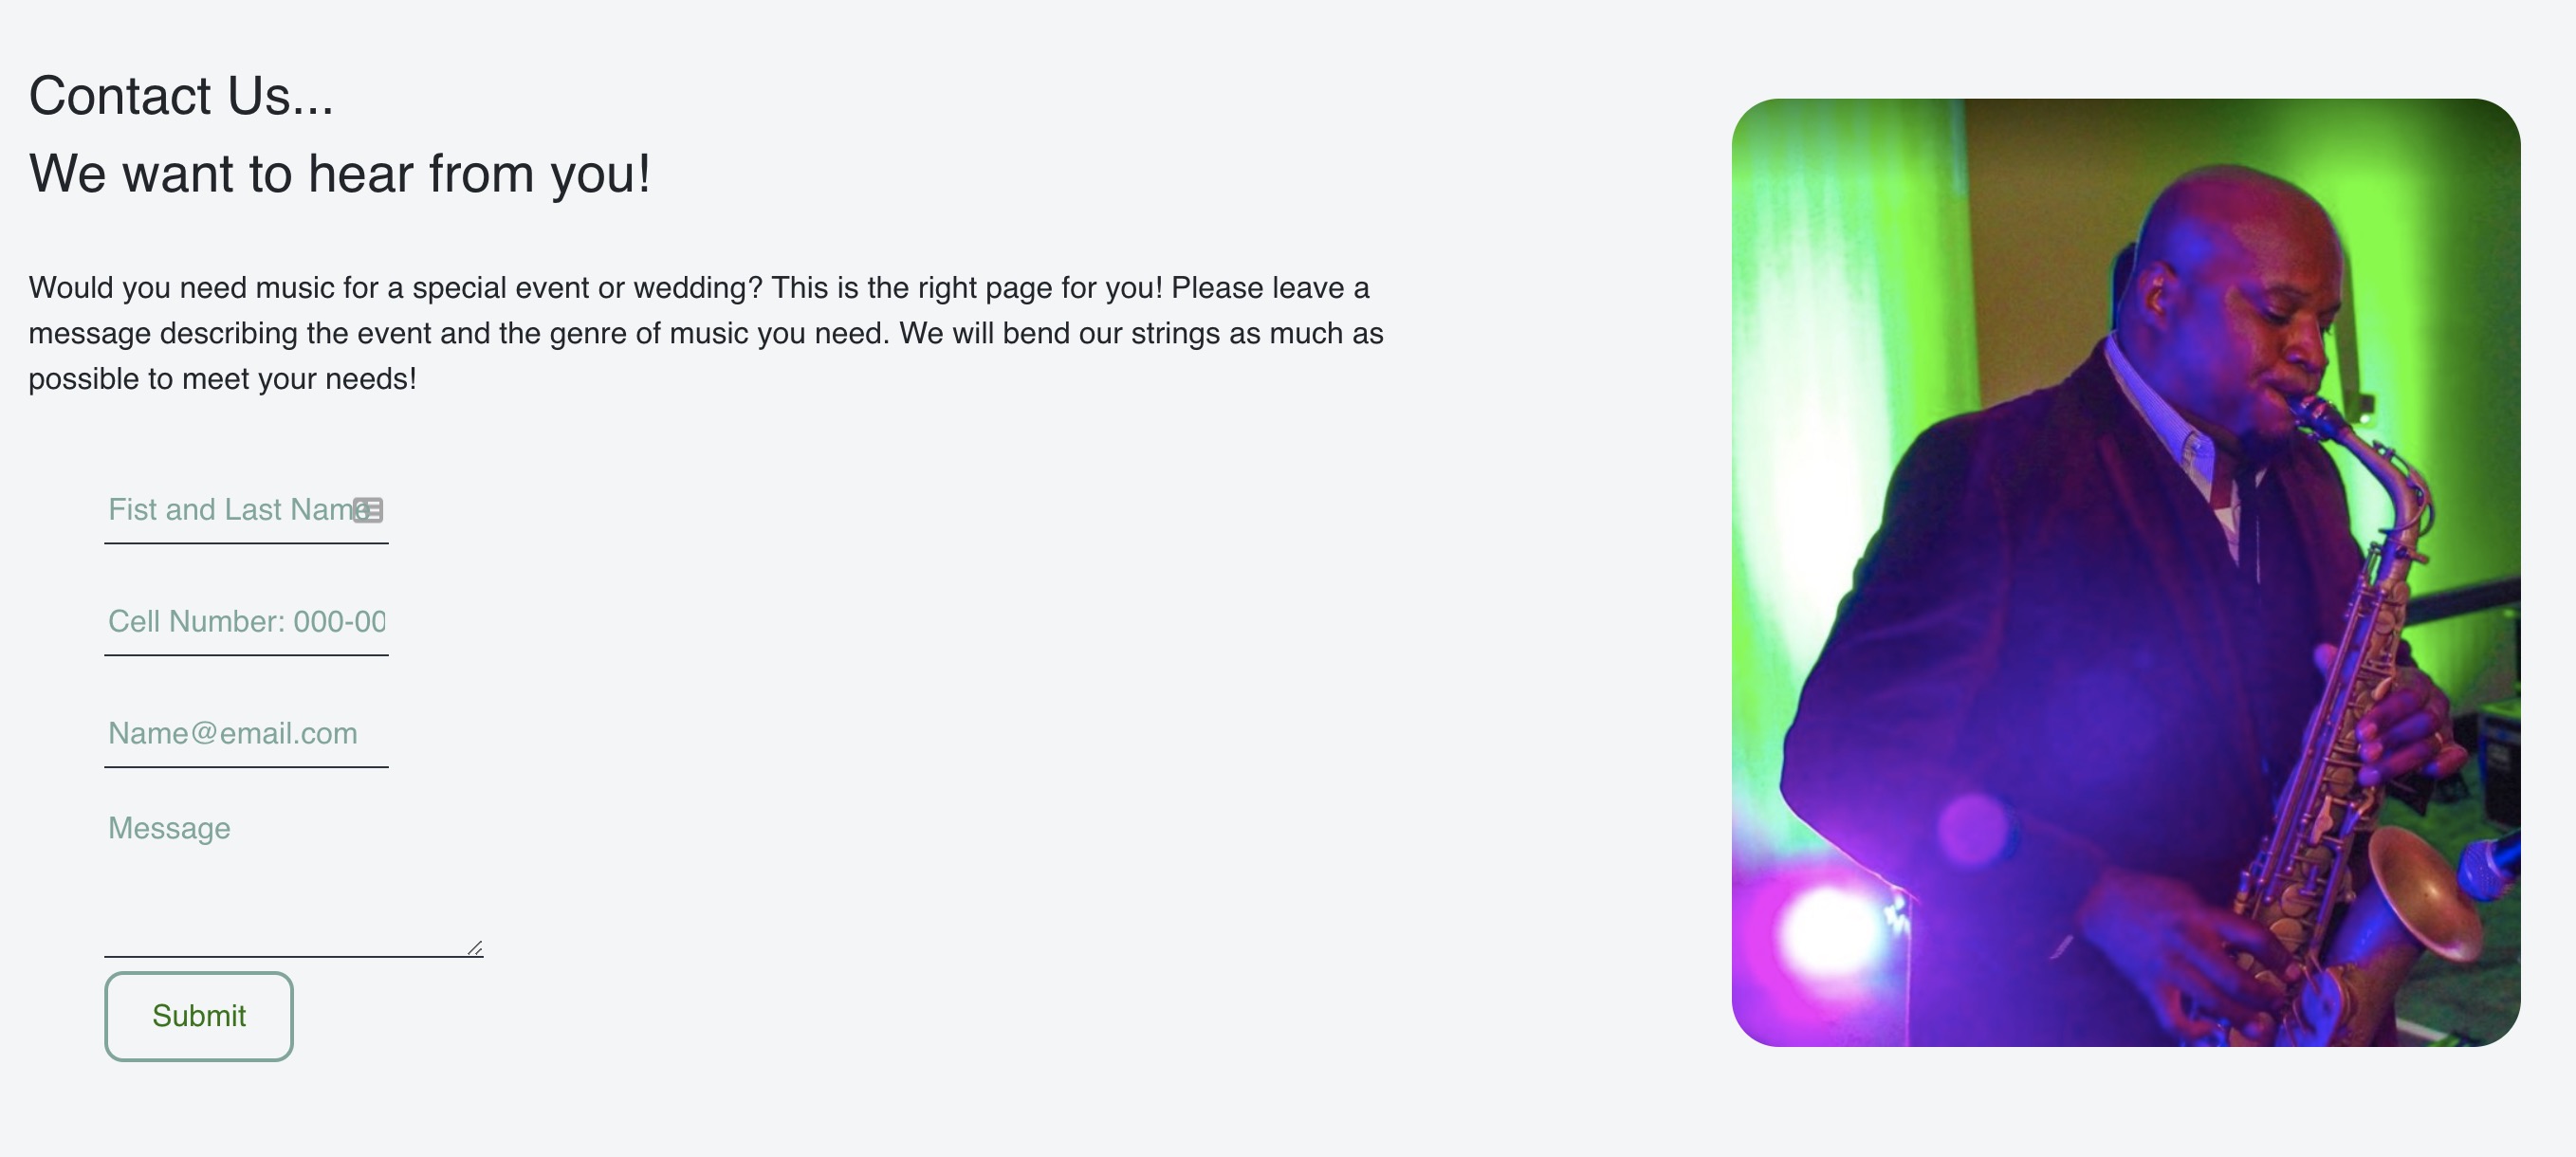 Contact Us...
We want to hear from you!
Would you need music for a special event or wedding? This is the right page for you! Please leave a
message describing the event and the genre of music you need. We will bend our strings as much as
possible to meet your needs!
Fist and Last Name
Cell Number: 000-00
Name@email.com
Message
Submit